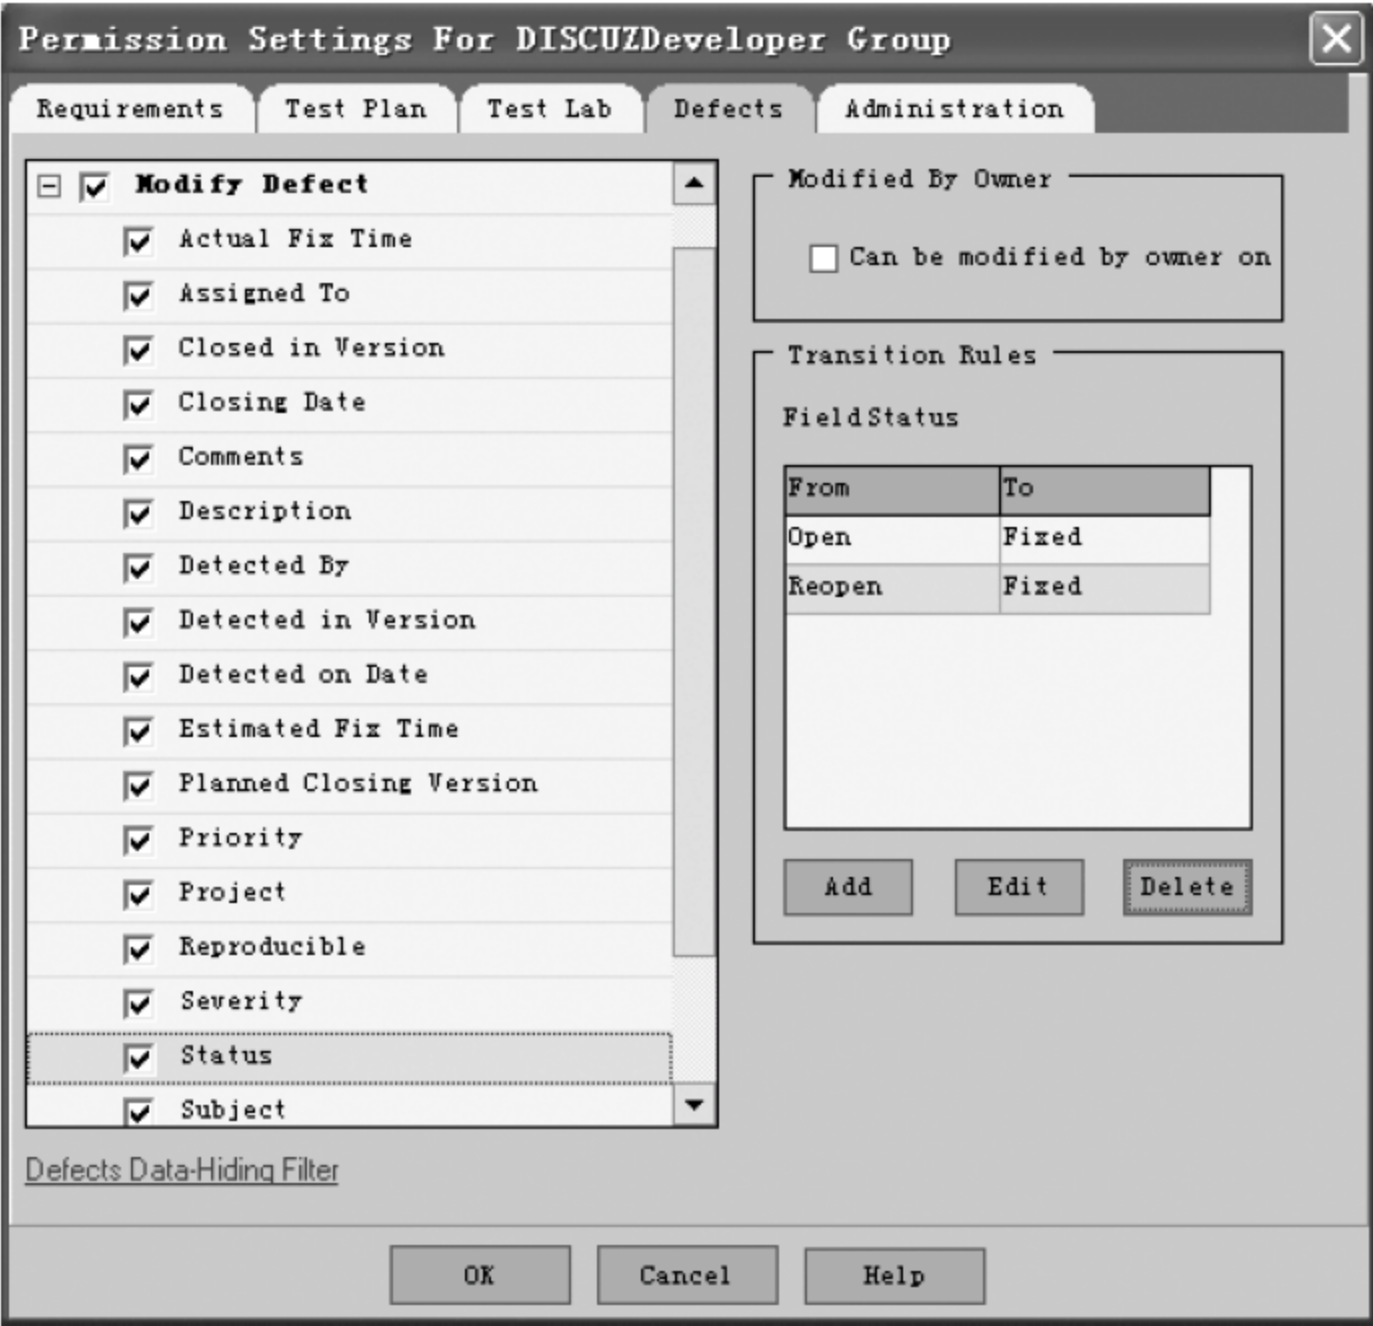 Permission Settings For DISCUZDeveloper Group
Requirements
Test Plan
Test Lab
Defects
Administration
Modify Defect
Actual Fix Time
Assigned To
Closed in Version
Closing Date
Comments
Description
Detected By
Detected in Version
Detected on Date
Estimated Fix Time
Planned Closing Version
Priority
Project
Reproducible
Severity
Status
Subject
Defects Data-Hiding Filter
Modified By Owner
Can be modified by owner on
Transition Rules
FieldStatus
From To
Open Fixed
Reopen Fixed
Add
Edit
Delete
OK
Cancel
Help